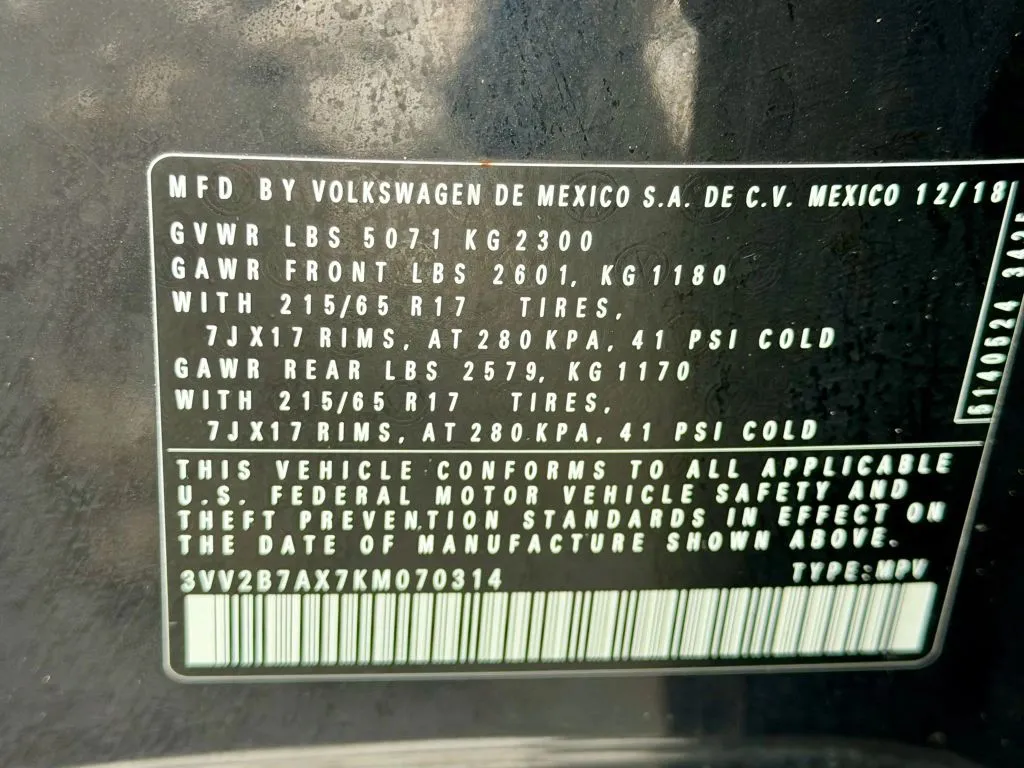 MFD BY VOLKSWAGEN DE MEXICO S.A. DE C.V. MEXICO 12/18
GVWR LBS 5071 KG 2300
GAWR FRONT LBS 2601, KG 1180
WITH 215/65 R17 TIRES,
7JX17 RIMS, AT 280 KPA, 41 PSI COLD
GAWR REAR LBS 2579, KG 1170
WITH 215/65 R17 TIRES,
7JX17 RIMS, AT 280 KPA, 41 PSI COLD
THIS VEHICLE CONFORMS TO ALL APPLICABLE
U.S. FEDERAL MOTOR VEHICLE SAFETY AND
THEFT PREVENTION STANDARDS IN EFFECT ON
THE DATE OF MANUFACTURE SHOWN ABOVE.
3VV2B7AX7KM070314 TYPE:MPV